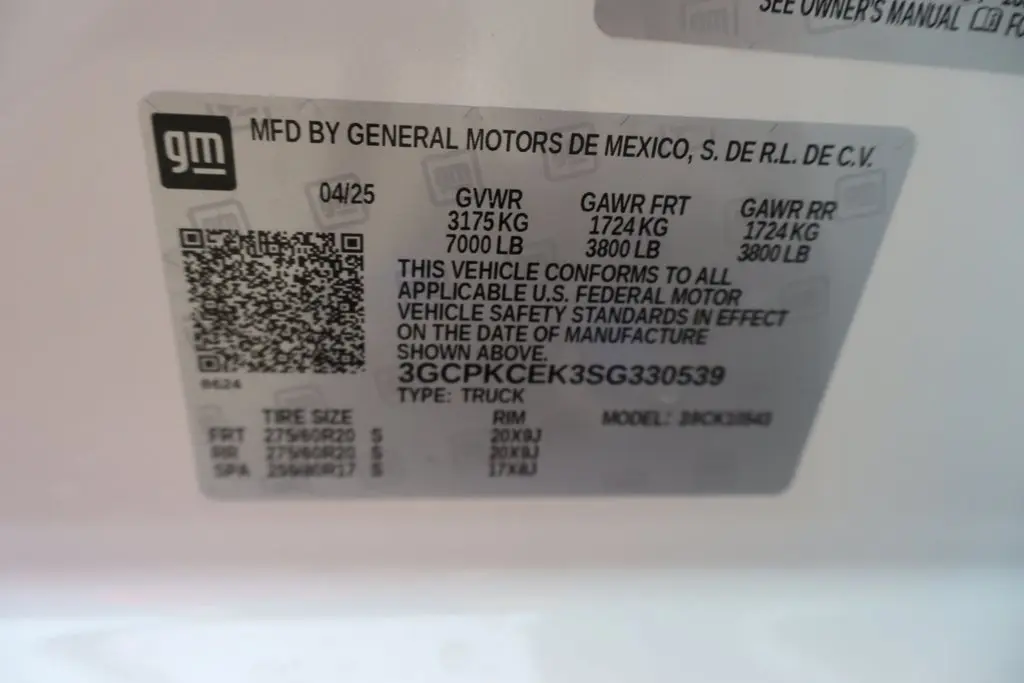 SEE OWNER'S MANUAL
gm
MFD BY GENERAL MOTORS DE MEXICO, S. DE R.L. DE C.V.
04/25 GVWR GAWR FRT GAWR RR
3175 KG 1724 KG 1724 KG
7000 LB 3800 LB 3800 LB
THIS VEHICLE CONFORMS TO ALL
APPLICABLE U.S. FEDERAL MOTOR
VEHICLE SAFETY STANDARDS IN EFFECT
ON THE DATE OF MANUFACTURE
SHOWN ABOVE.
3GCPKCEK3SG330539
TYPE: TRUCK
TIRE SIZE RIM MODEL:
FRT 275/60R20 S 20X9J
RR 275/60R20 S 20X9J
SPA R17 S 17X8J